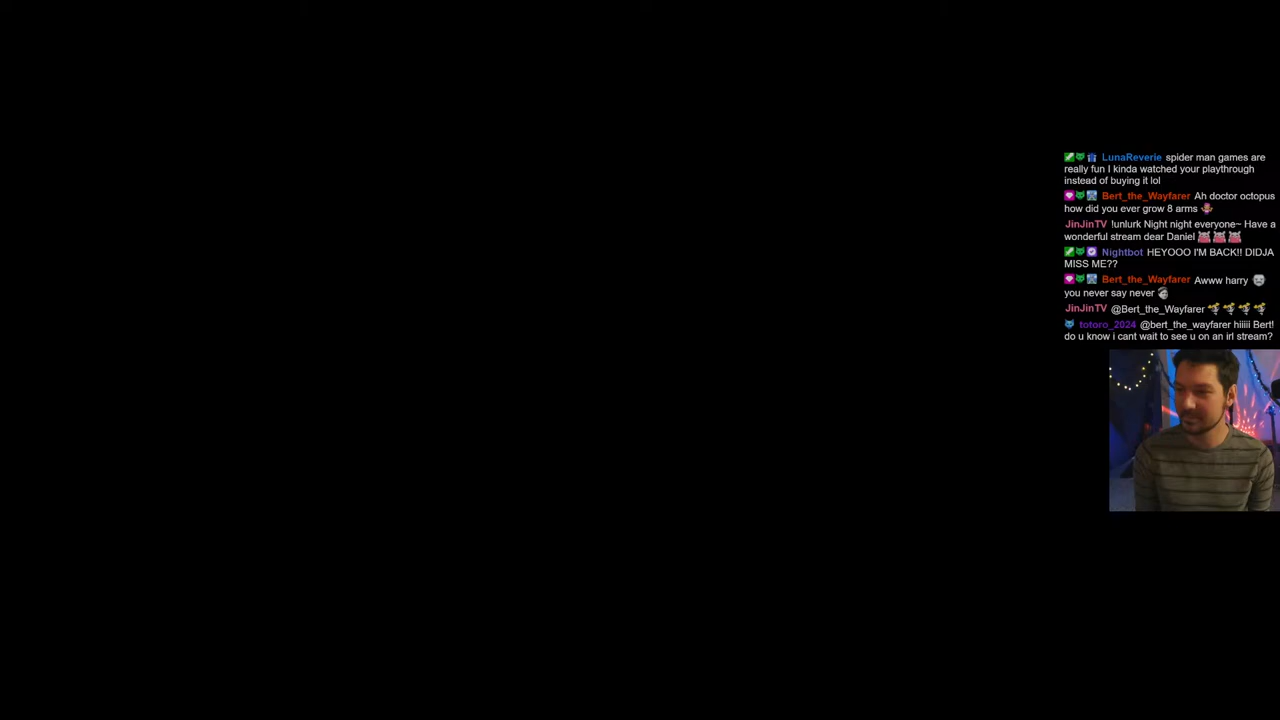 LunaReverie spider man games are
really fun I kinda watched your playthrough
instead of buying it lol
Bert_the_Wayfarer Ah doctor octopus
how did you ever grow 8 arms
JinJinTV !unlurk Night night everyone~ Have a
wonderful stream dear Daniel
Nightbot HEYOOO I'M BACK!! DIDJA
MISS ME??
Bert_the_Wayfarer Awww harry
you never say never
JinJinTV @Bert_the_Wayfarer
totoro_2024 @bert_the_wayfarer hiiiii Bert!
do u know i cant wait to see u on an irl stream?